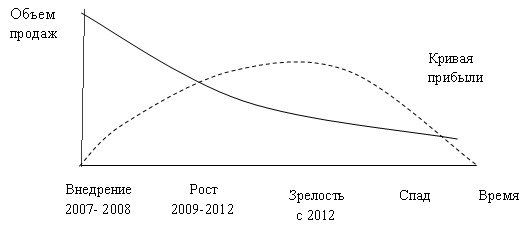 Объем
продаж
Кривая
прибыли
Внедрение
2007- 2008
Рост
2009-2012
Зрелость
с 2012
Спад
Время